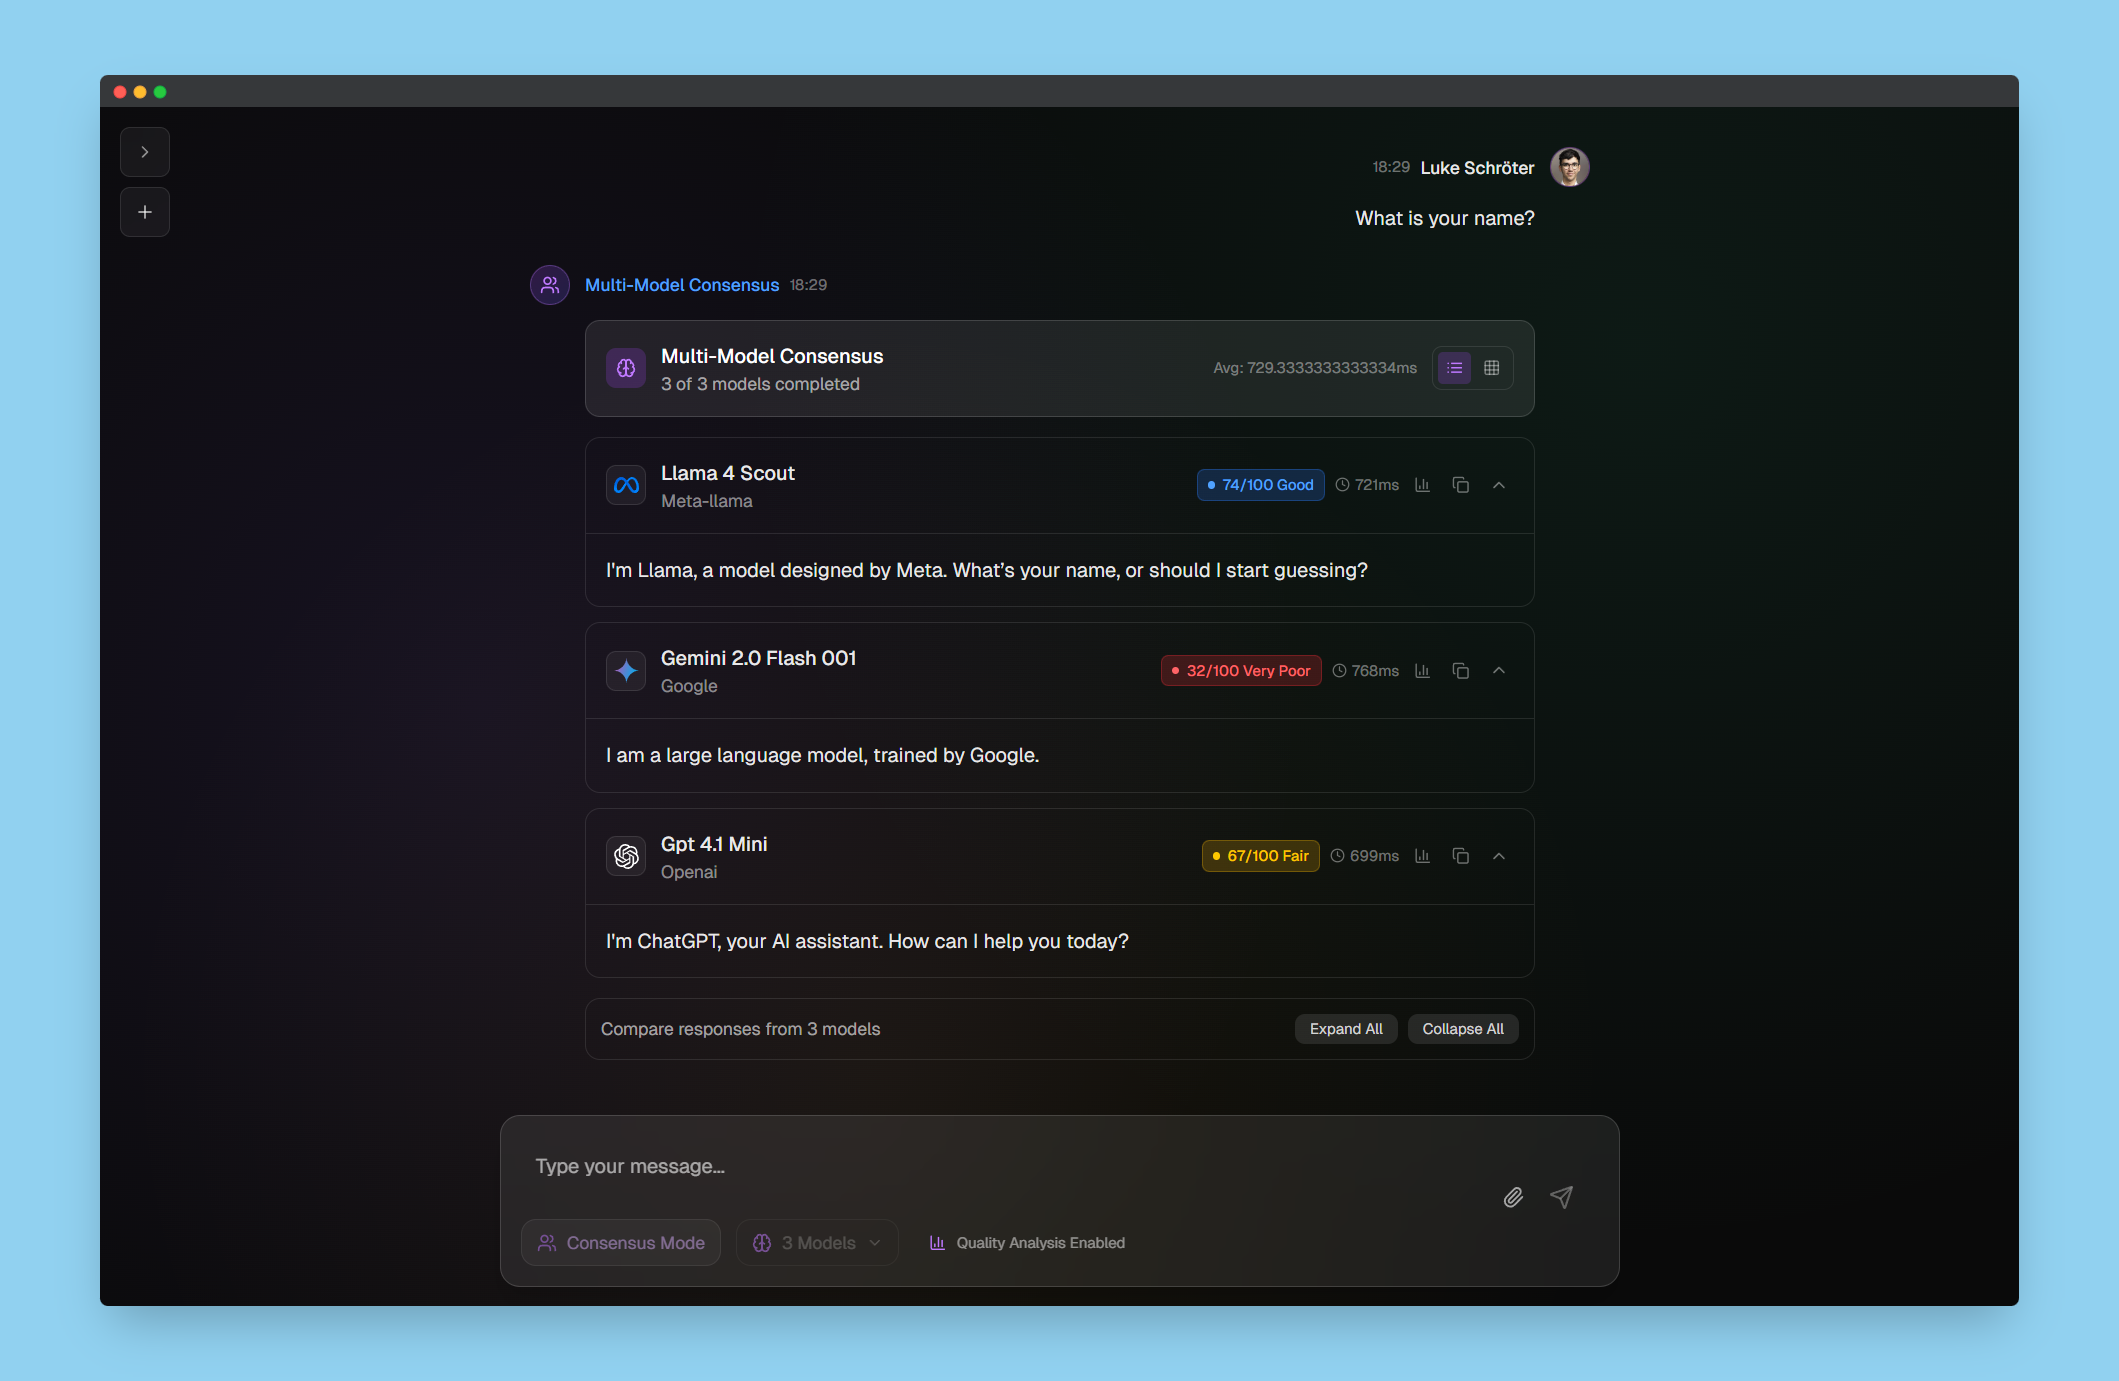 18:29 Luke Schröter
What is your name?
Multi-Model Consensus 18:29
Multi-Model Consensus
3 of 3 models completed
Avg: 729.3333333333334ms
Llama 4 Scout
Meta-llama
74/100 Good 721ms
I'm Llama, a model designed by Meta. What’s your name, or should I start guessing?
Gemini 2.0 Flash 001
Google
32/100 Very Poor 768ms
I am a large language model, trained by Google.
Gpt 4.1 Mini
Openai
67/100 Fair 699ms
I'm ChatGPT, your AI assistant. How can I help you today?
Compare responses from 3 models Expand All Collapse All
Type your message...
Consensus Mode 3 Models Quality Analysis Enabled